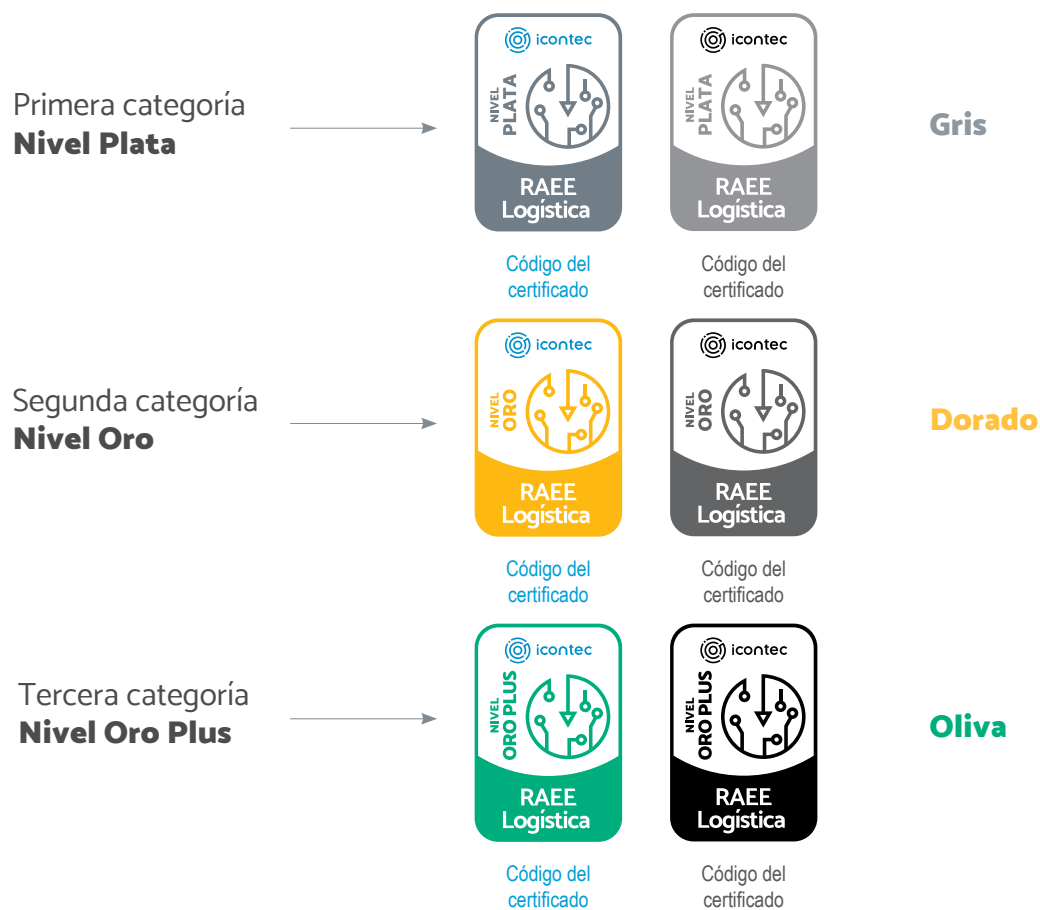 Primera categoría
Nivel Plata
icontec
NIVEL
PLATA
RAEE
Logística
Código del
certificado
icontec
NIVEL
PLATA
RAEE
Logística
Código del
certificado
Gris
Segunda categoría
Nivel Oro
icontec
NIVEL
ORO
RAEE
Logística
Código del
certificado
icontec
NIVEL
ORO
RAEE
Logística
Código del
certificado
Dorado
Tercera categoría
Nivel Oro Plus
icontec
NIVEL
ORO PLUS
RAEE
Logística
Código del
certificado
icontec
NIVEL
ORO PLUS
RAEE
Logística
Código del
certificado
Oliva